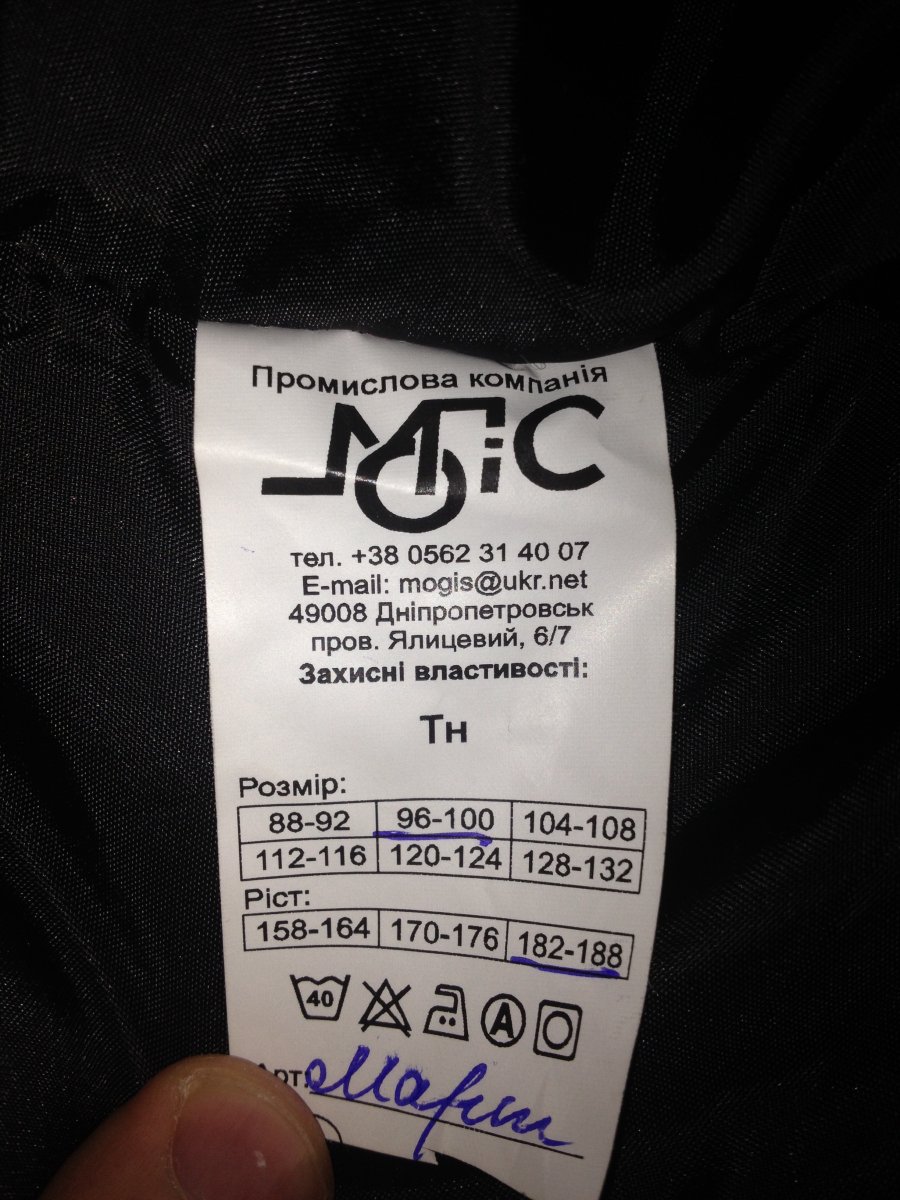 Промислова компанія
МОГіС
тел. +38 0562 31 40 07
E-mail: mogis@ukr.net
49008 Дніпропетровськ
пров. Ялицевий, 6/7
Захисні властивості:
Тн
Розмір:
88-92 96-100 104-108
112-116 120-124 128-132
Ріст:
158-164 170-176 182-188
40 A
Арт.